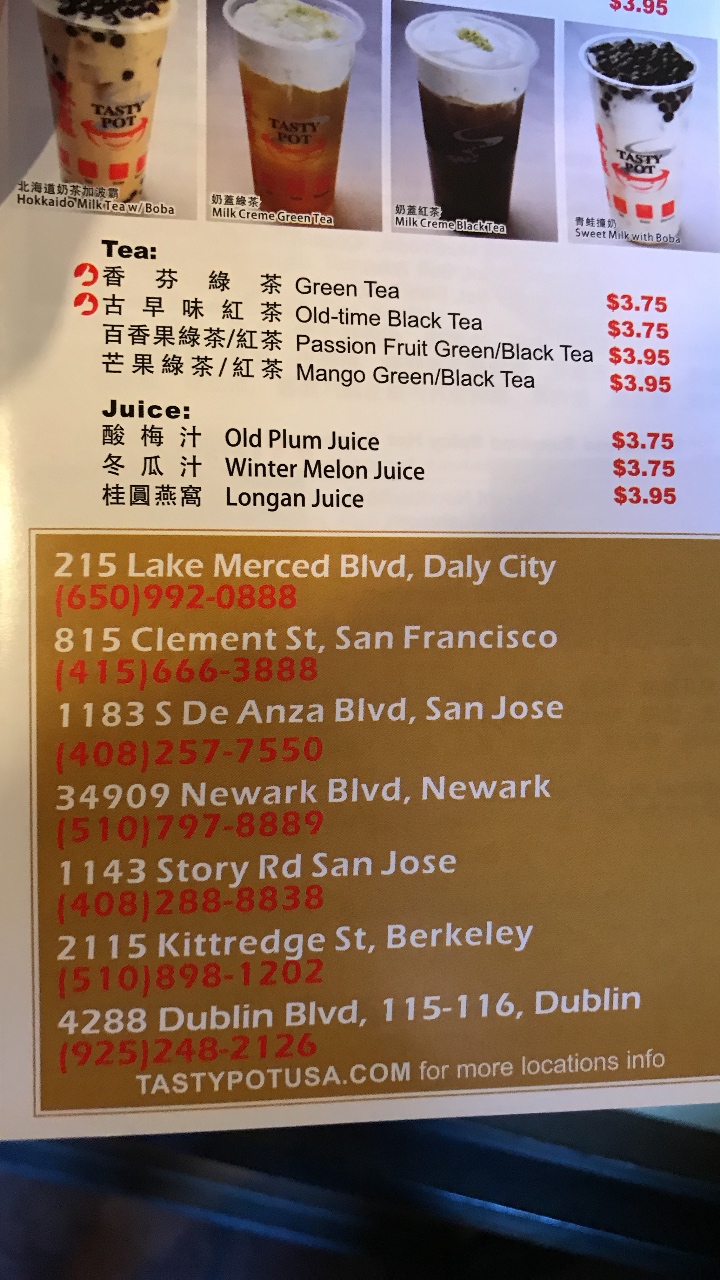 $3.95
TASTY
POT
TASTY
POT
TASTY
POT
北海道奶茶加波霸
Hokkaido Milk Tea w/ Boba
奶蓋綠茶
Milk Creme Green Tea
奶蓋紅茶
Milk Creme Black Tea
青蛙撞奶
Sweet Milk with Boba
Tea:
香芬綠茶 Green Tea $3.75
古早味紅茶 Old-time Black Tea $3.75
百香果綠茶/紅茶 Passion Fruit Green/Black Tea $3.95
芒果綠茶/紅茶 Mango Green/Black Tea $3.95
Juice:
酸梅汁 Old Plum Juice $3.75
冬瓜汁 Winter Melon Juice $3.75
桂圓燕窩 Longan Juice $3.95
215 Lake Merced Blvd, Daly City
(650)992-0888
815 Clement St, San Francisco
(415)666-3888
1183 S De Anza Blvd, San Jose
(408)257-7550
34909 Newark Blvd, Newark
(510)797-8889
1143 Story Rd San Jose
(408)288-8838
2115 Kittredge St, Berkeley
(510)898-1202
4288 Dublin Blvd, 115-116, Dublin
(925)248-2126
TASTYPOTUSA.COM for more locations info